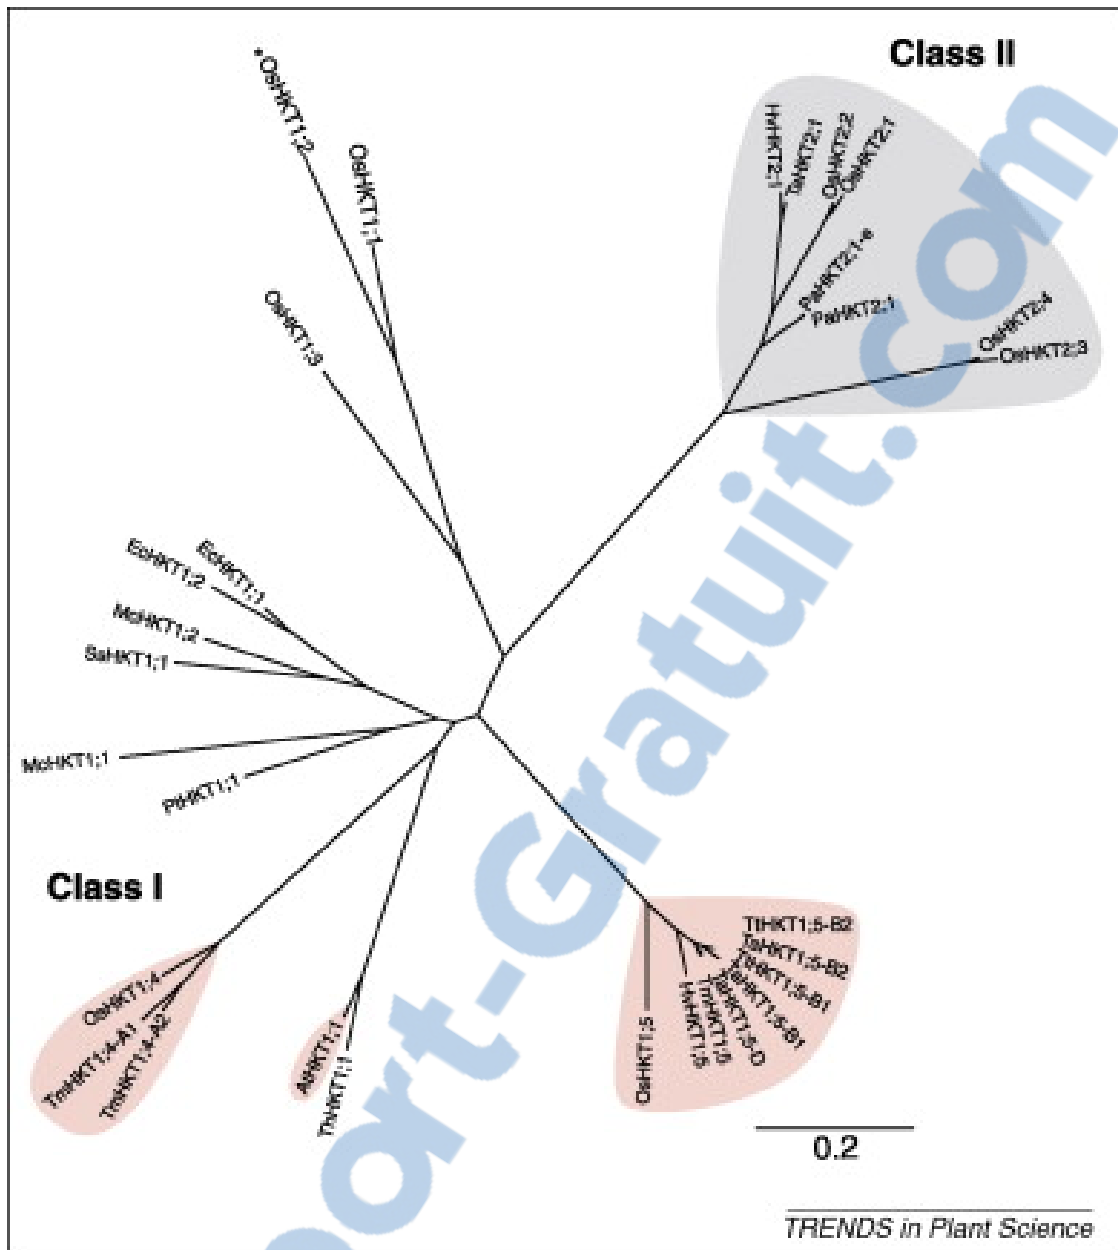 Class II
*OsHKT1;2
OsHKT1;1
OsHKT1;3
HvHKT2;1
TaHKT2;1
OsHKT2;2
OsHKT2;1
PaHKT2;1-e
PaHKT2;1
OsHKT2;4
OsHKT2;3
EcHKT1;2
EcHKT1;1
McHKT1;2
SsHKT1;1
McHKT1;1
PtHKT1;1
Class I
OsHKT1;4
TmHKT1;4-A1
TmHKT1;4-A2
AtHKT1;1
ThHKT1;1
OsHKT1;5
HvHKT1;5
TmHKT1;5
TaHKT1;5-D
TaHKT1;5-B1
TtHKT1;5-B1
TaHKT1;5-B2
TtHKT1;5-B2
0.2
TRENDS in Plant Science
ort-Gratuit.com